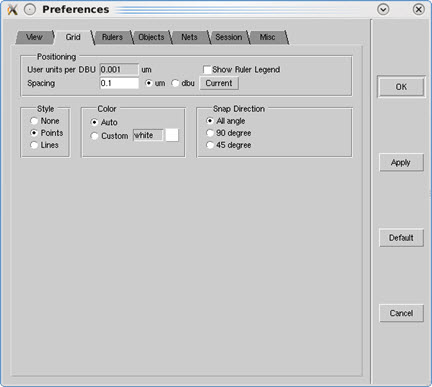 Preferences
View Grid Rulers Objects Nets Session Misc
Positioning
User units per DBU 0.001 um Show Ruler Legend
Spacing 0.1 um dbu Current
OK
Style Color Snap Direction
None Auto All angle
Points Custom white 90 degree
Lines 45 degree
Apply
Default
Cancel